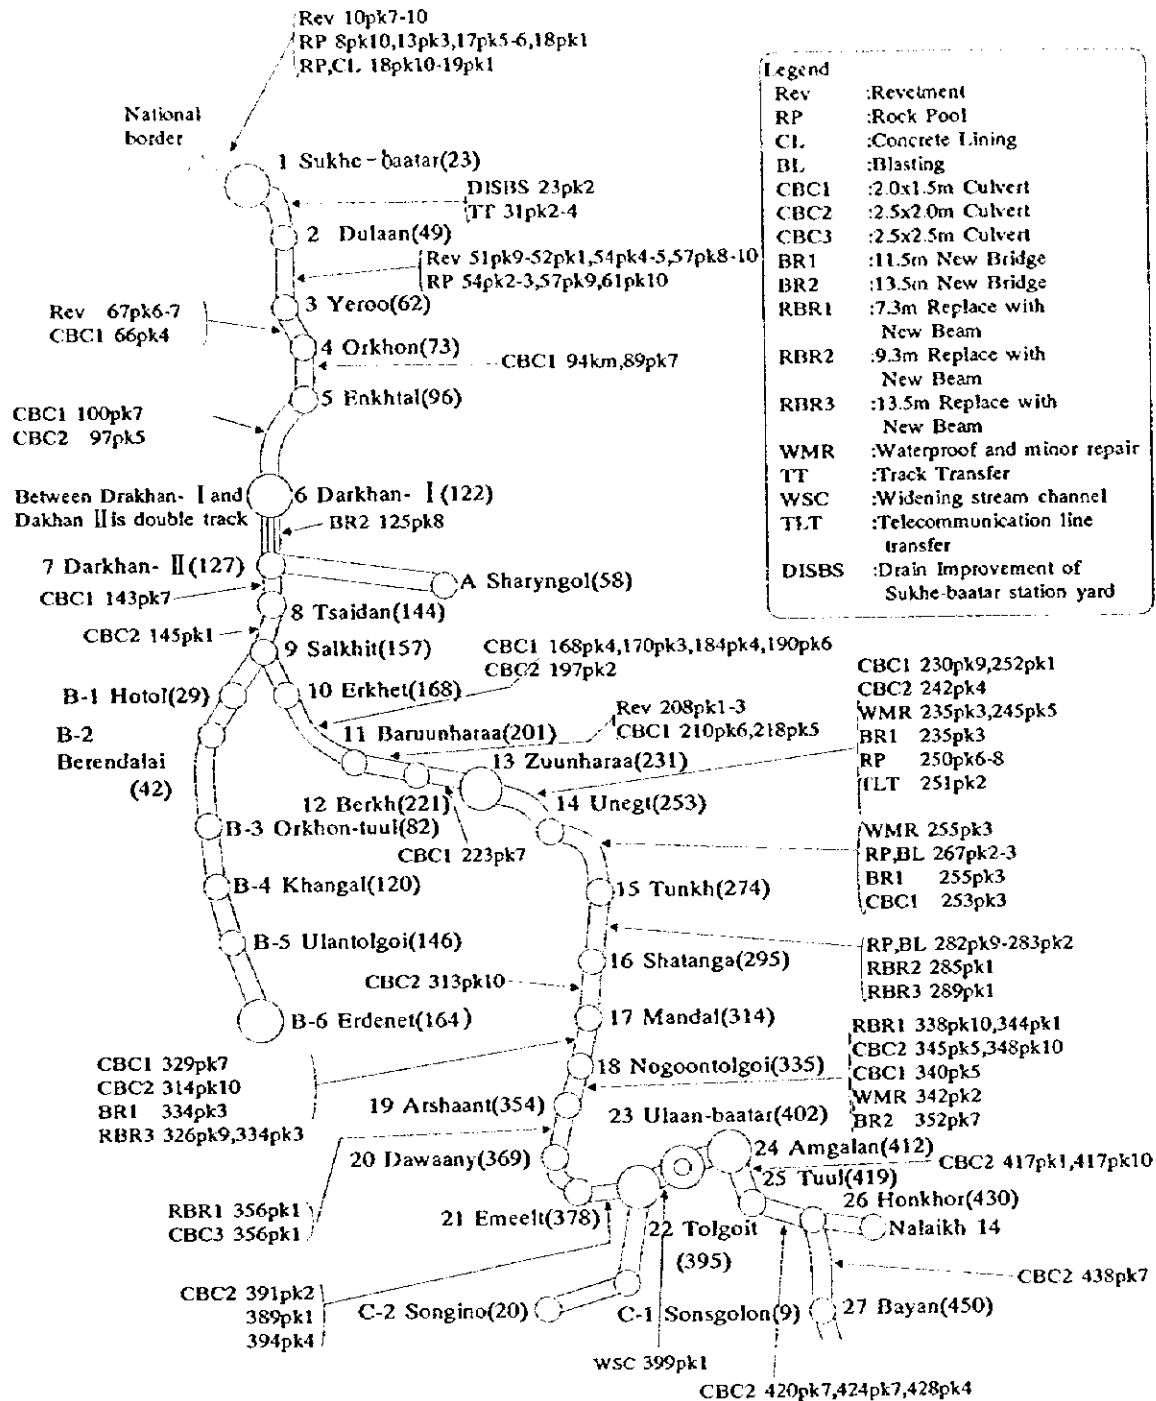 Rev 10pk7-10
RP 8pk10,13pk3,17pk5-6,18pk1
RP,CL 18pk10-19pk1
National
border
1 Sukhe-baatar(23)
DISBS 23pk2
TT 31pk2-4
2 Dulaan(49)
Rev 51pk9-52pk1,54pk4-5,57pk8-10
RP 54pk2-3,57pk9,61pk10
3 Yeroo(62)
Rev 67pk6-7
CBC1 66pk4
4 Orkhon(73)
CBC1 94km,89pk7
5 Enkhtal(96)
CBC1 100pk7
CBC2 97pk5
Between Drakhan- I and
Dakhan II is double track
6 Darkhan- I (122)
BR2 125pk8
7 Darkhan- II (127)
A Sharyngol(58)
CBC1 143pk7
8 Tsaidan(144)
CBC2 145pk1
9 Salkhit(157)
Legend
Rev :Revetment
RP :Rock Pool
CL :Concrete Lining
BL :Blasting
CBC1 :2.0x1.5m Culvert
CBC2 :2.5x2.0m Culvert
CBC3 :2.5x2.5m Culvert
BR1 :11.5m New Bridge
BR2 :13.5m New Bridge
RBR1 :7.3m Replace with
New Beam
RBR2 :9.3m Replace with
New Beam
RBR3 :13.5m Replace with
New Beam
WMR :Waterproof and minor repair
TT :Track Transfer
WSC :Widening stream channel
TLT :Telecommunication line
transfer
DISBS :Drain Improvement of
Sukhe-baatar station yard
CBC1 168pk4,170pk3,184pk4,190pk6
CBC2 197pk2
B-1 Hotol(29)
10 Erkhet(168)
B-2
Berendalai
(42)
11 Baruunharaa(201)
Rev 208pk1-3
CBC1 210pk6,218pk5
13 Zuunharaa(231)
12 Berkh(221)
CBC1 223pk7
14 Unegt(253)
CBC1 230pk9,252pk1
CBC2 242pk4
WMR 235pk3,245pk5
BR1 235pk3
RP 250pk6-8
TLT 251pk2
B-3 Orkhon-tuul(82)
WMR 255pk3
RP,BL 267pk2-3
BR1 255pk3
CBC1 253pk3
B-4 Khangal(120)
15 Tunkh(274)
B-5 Ulantolgoi(146)
RP,BL 282pk9-283pk2
RBR2 285pk1
RBR3 289pk1
16 Shatanga(295)
CBC2 313pk10
B-6 Erdenet(164)
17 Mandal(314)
CBC1 329pk7
CBC2 314pk10
BR1 334pk3
RBR3 326pk9,334pk3
18 Nogoontolgoi(335)
RBR1 338pk10,344pk1
CBC2 345pk5,348pk10
CBC1 340pk5
WMR 342pk2
BR2 352pk7
19 Arshaant(354)
23 Ulaan-baatar(402)
20 Dawaany(369)
24 Amgalan(412)
CBC2 417pk1,417pk10
25 Tuul(419)
26 Honkhor(430)
RBR1 356pk1
CBC3 356pk1
21 Emeelt(378)
22 Tolgoit
(395)
Nalaikh 14
CBC2 391pk2
389pk1
394pk4
CBC2 438pk7
C-2 Songino(20)
C-1 Sonsgolon(9)
27 Bayan(450)
WSC 399pk1
CBC2 420pk7,424pk7,428pk4